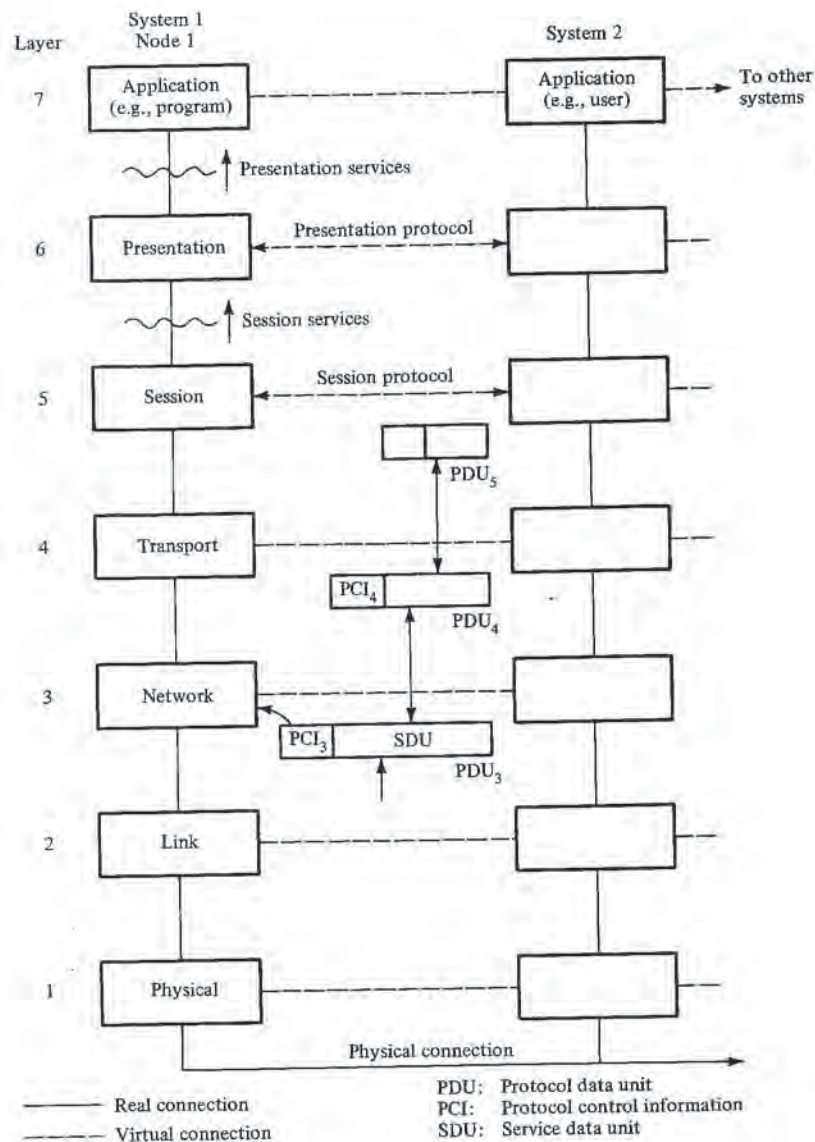 System 1
Node 1
System 2
Layer
7
Application
(e.g., program)
Application
(e.g., user)
To other
systems
Presentation services
6
Presentation
Presentation protocol
Session services
5
Session
Session protocol
PDU5
4
Transport
PCI4
PDU4
3
Network
PCI3
SDU
PDU3
2
Link
1
Physical
Physical connection
Real connection
Virtual connection
PDU: Protocol data unit
PCI: Protocol control information
SDU: Service data unit